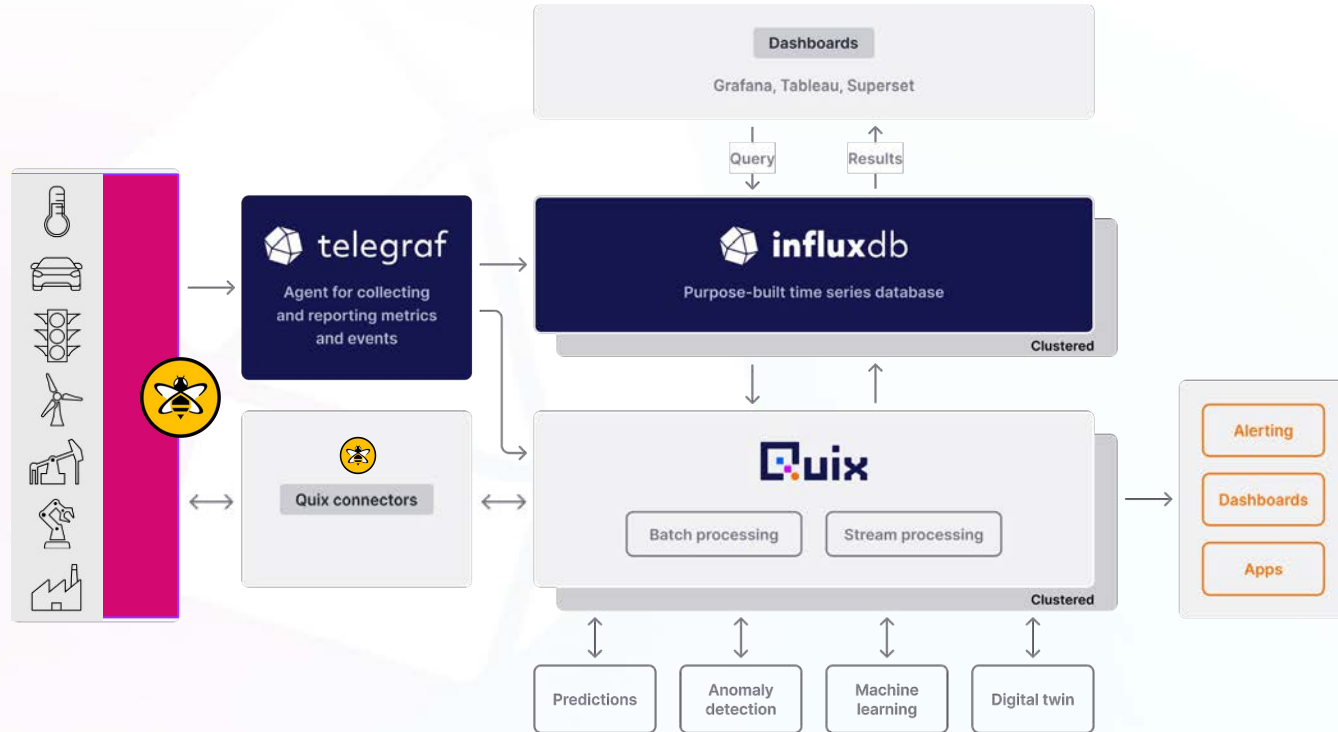 Dashboards
Grafana, Tableau, Superset
Query
Results
telegraf
Agent for collecting
and reporting metrics
and events
influxdb
Purpose-built time series database
Clustered
Quix connectors
Quix
Batch processing
Stream processing
Clustered
Alerting
Dashboards
Apps
Predictions
Anomaly
detection
Machine
learning
Digital twin